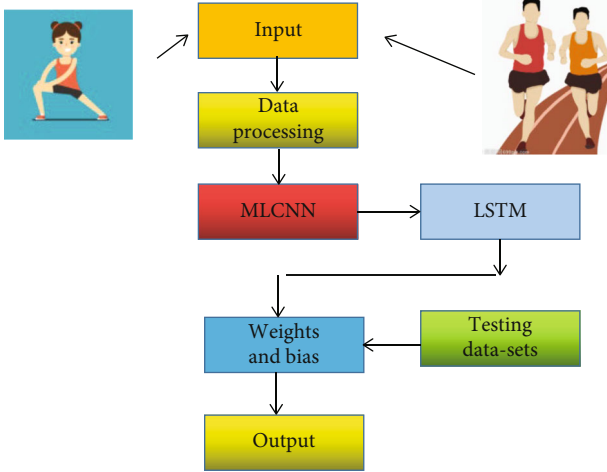 Input
Data
processing
MLCNN
LSTM
Weights
and bias
Testing
data-sets
Output